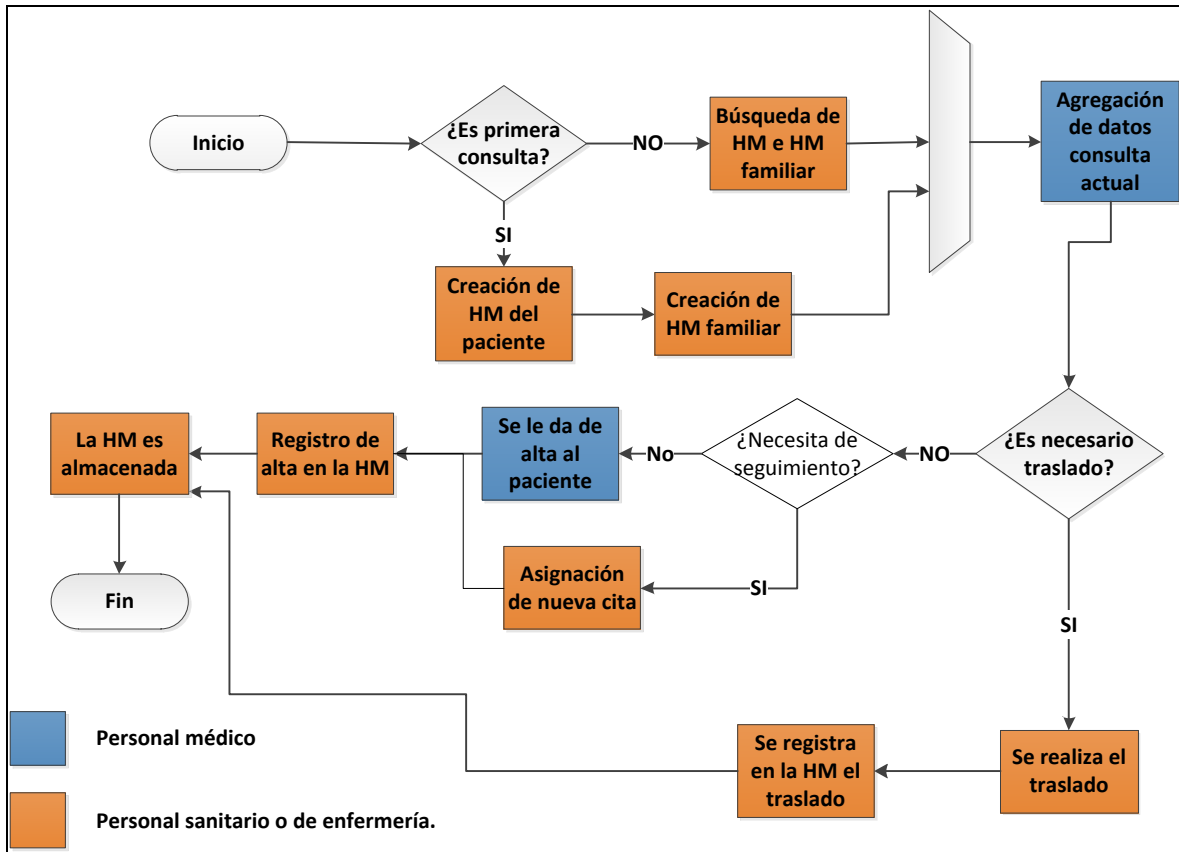 Inicio
¿Es primera
consulta?
NO
Búsqueda de
HM e HM
familiar
Agregación
de datos
consulta
actual
SI
Creación de
HM del
paciente
Creación de
HM familiar
¿Es necesario
traslado?
NO
¿Necesita de
seguimiento?
No
Se le da de
alta al
paciente
Registro de
alta en la HM
La HM es
almacenada
SI
Asignación
de nueva cita
Fin
SI
Se realiza el
traslado
Se registra
en la HM el
traslado
Personal médico
Personal sanitario o de enfermería.